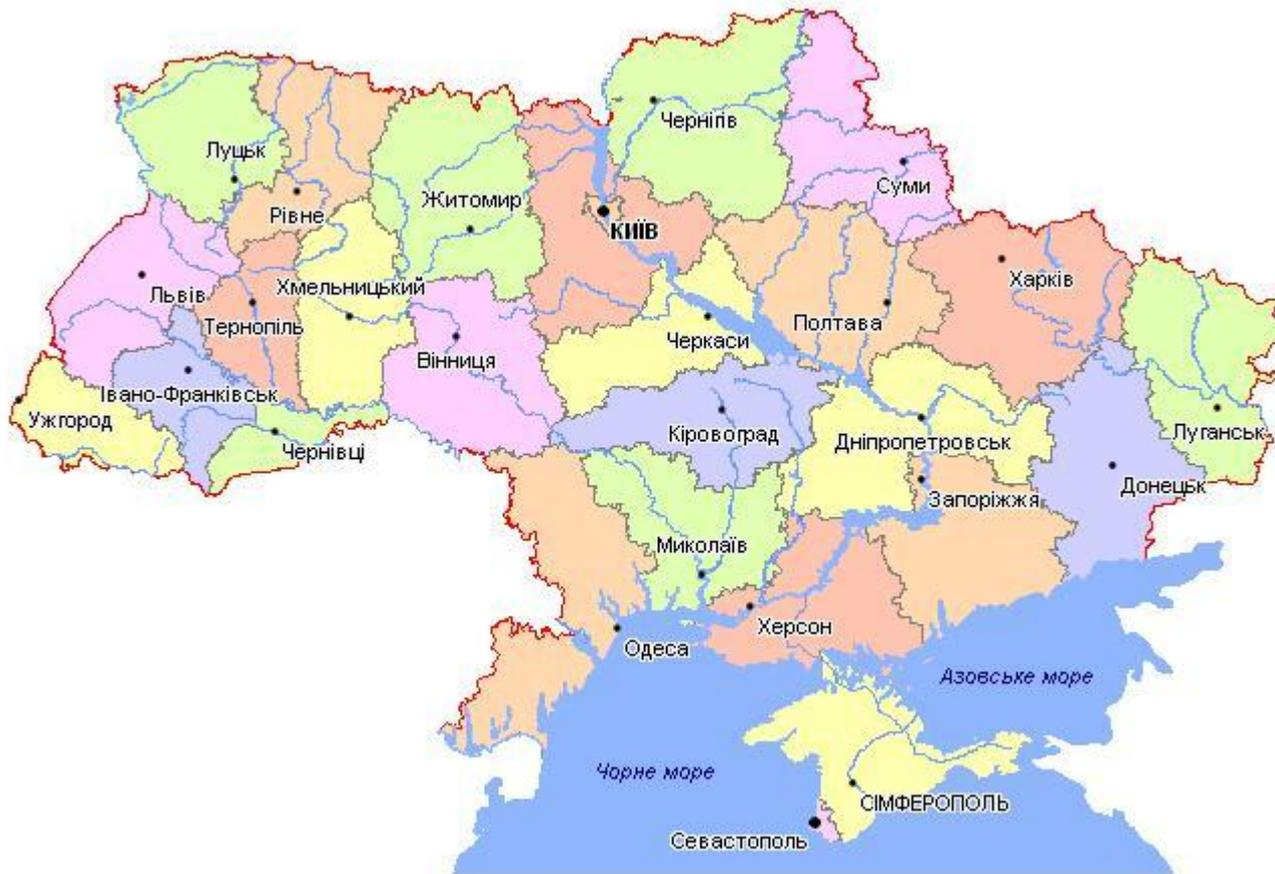 Чернігів
Луцьк
Суми
Житомир
Рівне
КИЇВ
Харків
Львів
Хмельницький
Тернопіль
Полтава
Черкаси
Вінниця
Івано-Франківськ
Ужгород
Чернівці
Кіровоград
Дніпропетровськ
Луганськ
Донецьк
Запоріжжя
Миколаїв
Херсон
Одеса
Азовське море
Чорне море
СІМФЕРОПОЛЬ
Севастополь